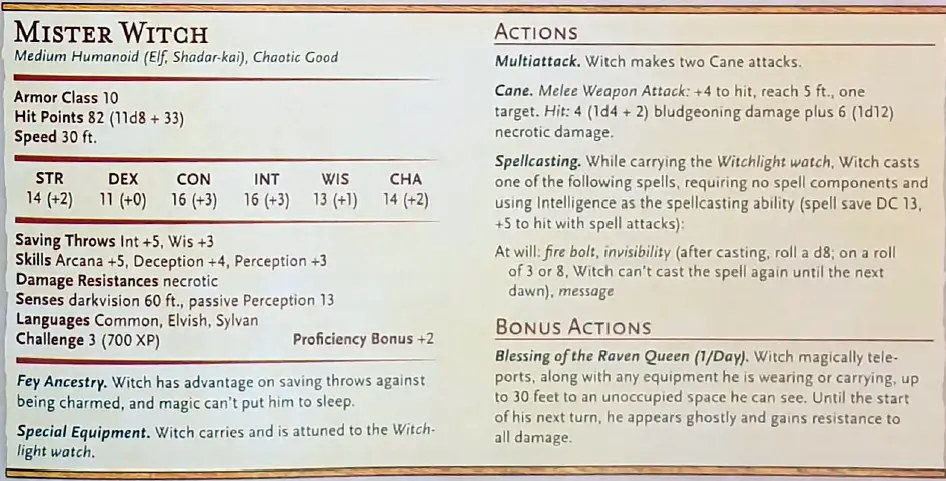 MISTER WITCH
Medium Humanoid (Elf, Shadar-kai), Chaotic Good
Armor Class 10
Hit Points 82 (11d8 + 33)
Speed 30 ft.
STR DEX CON INT WIS CHA
14 (+2) 11 (+0) 16 (+3) 16 (+3) 13 (+1) 14 (+2)
Saving Throws Int +5, Wis +3
Skills Arcana +5, Deception +4, Perception +3
Damage Resistances necrotic
Senses darkvision 60 ft., passive Perception 13
Languages Common, Elvish, Sylvan
Challenge 3 (700 XP) Proficiency Bonus +2
Fey Ancestry. Witch has advantage on saving throws against
being charmed, and magic can't put him to sleep.
Special Equipment. Witch carries and is attuned to the Witch-
light watch.
ACTIONS
Multiattack. Witch makes two Cane attacks.
Cane. Melee Weapon Attack: +4 to hit, reach 5 ft., one
target. Hit: 4 (1d4 + 2) bludgeoning damage plus 6 (1d12)
necrotic damage.
Spellcasting. While carrying the Witchlight watch, Witch casts
one of the following spells, requiring no spell components and
using Intelligence as the spellcasting ability (spell save DC 13,
+5 to hit with spell attacks):
At will: fire bolt, invisibility (after casting, roll a d8; on a roll
of 3 or 8, Witch can't cast the spell again until the next
dawn), message
BONUS ACTIONS
Blessing of the Raven Queen (1/Day). Witch magically tele-
ports, along with any equipment he is wearing or carrying, up
to 30 feet to an unoccupied space he can see. Until the start
of his next turn, he appears ghostly and gains resistance to
all damage.